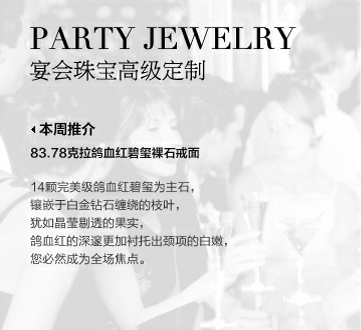 PARTY JEWELRY
宴会珠宝高级定制
本周推介
83.78克拉鸽血红碧玺裸石戒面
14颗完美级鸽血红碧玺为主石，
镶嵌于白金钻石缠绕的枝叶，
犹如晶莹剔透的果实，
鸽血红的深邃更加衬托出颈项的白嫩，
您必然成为全场焦点。